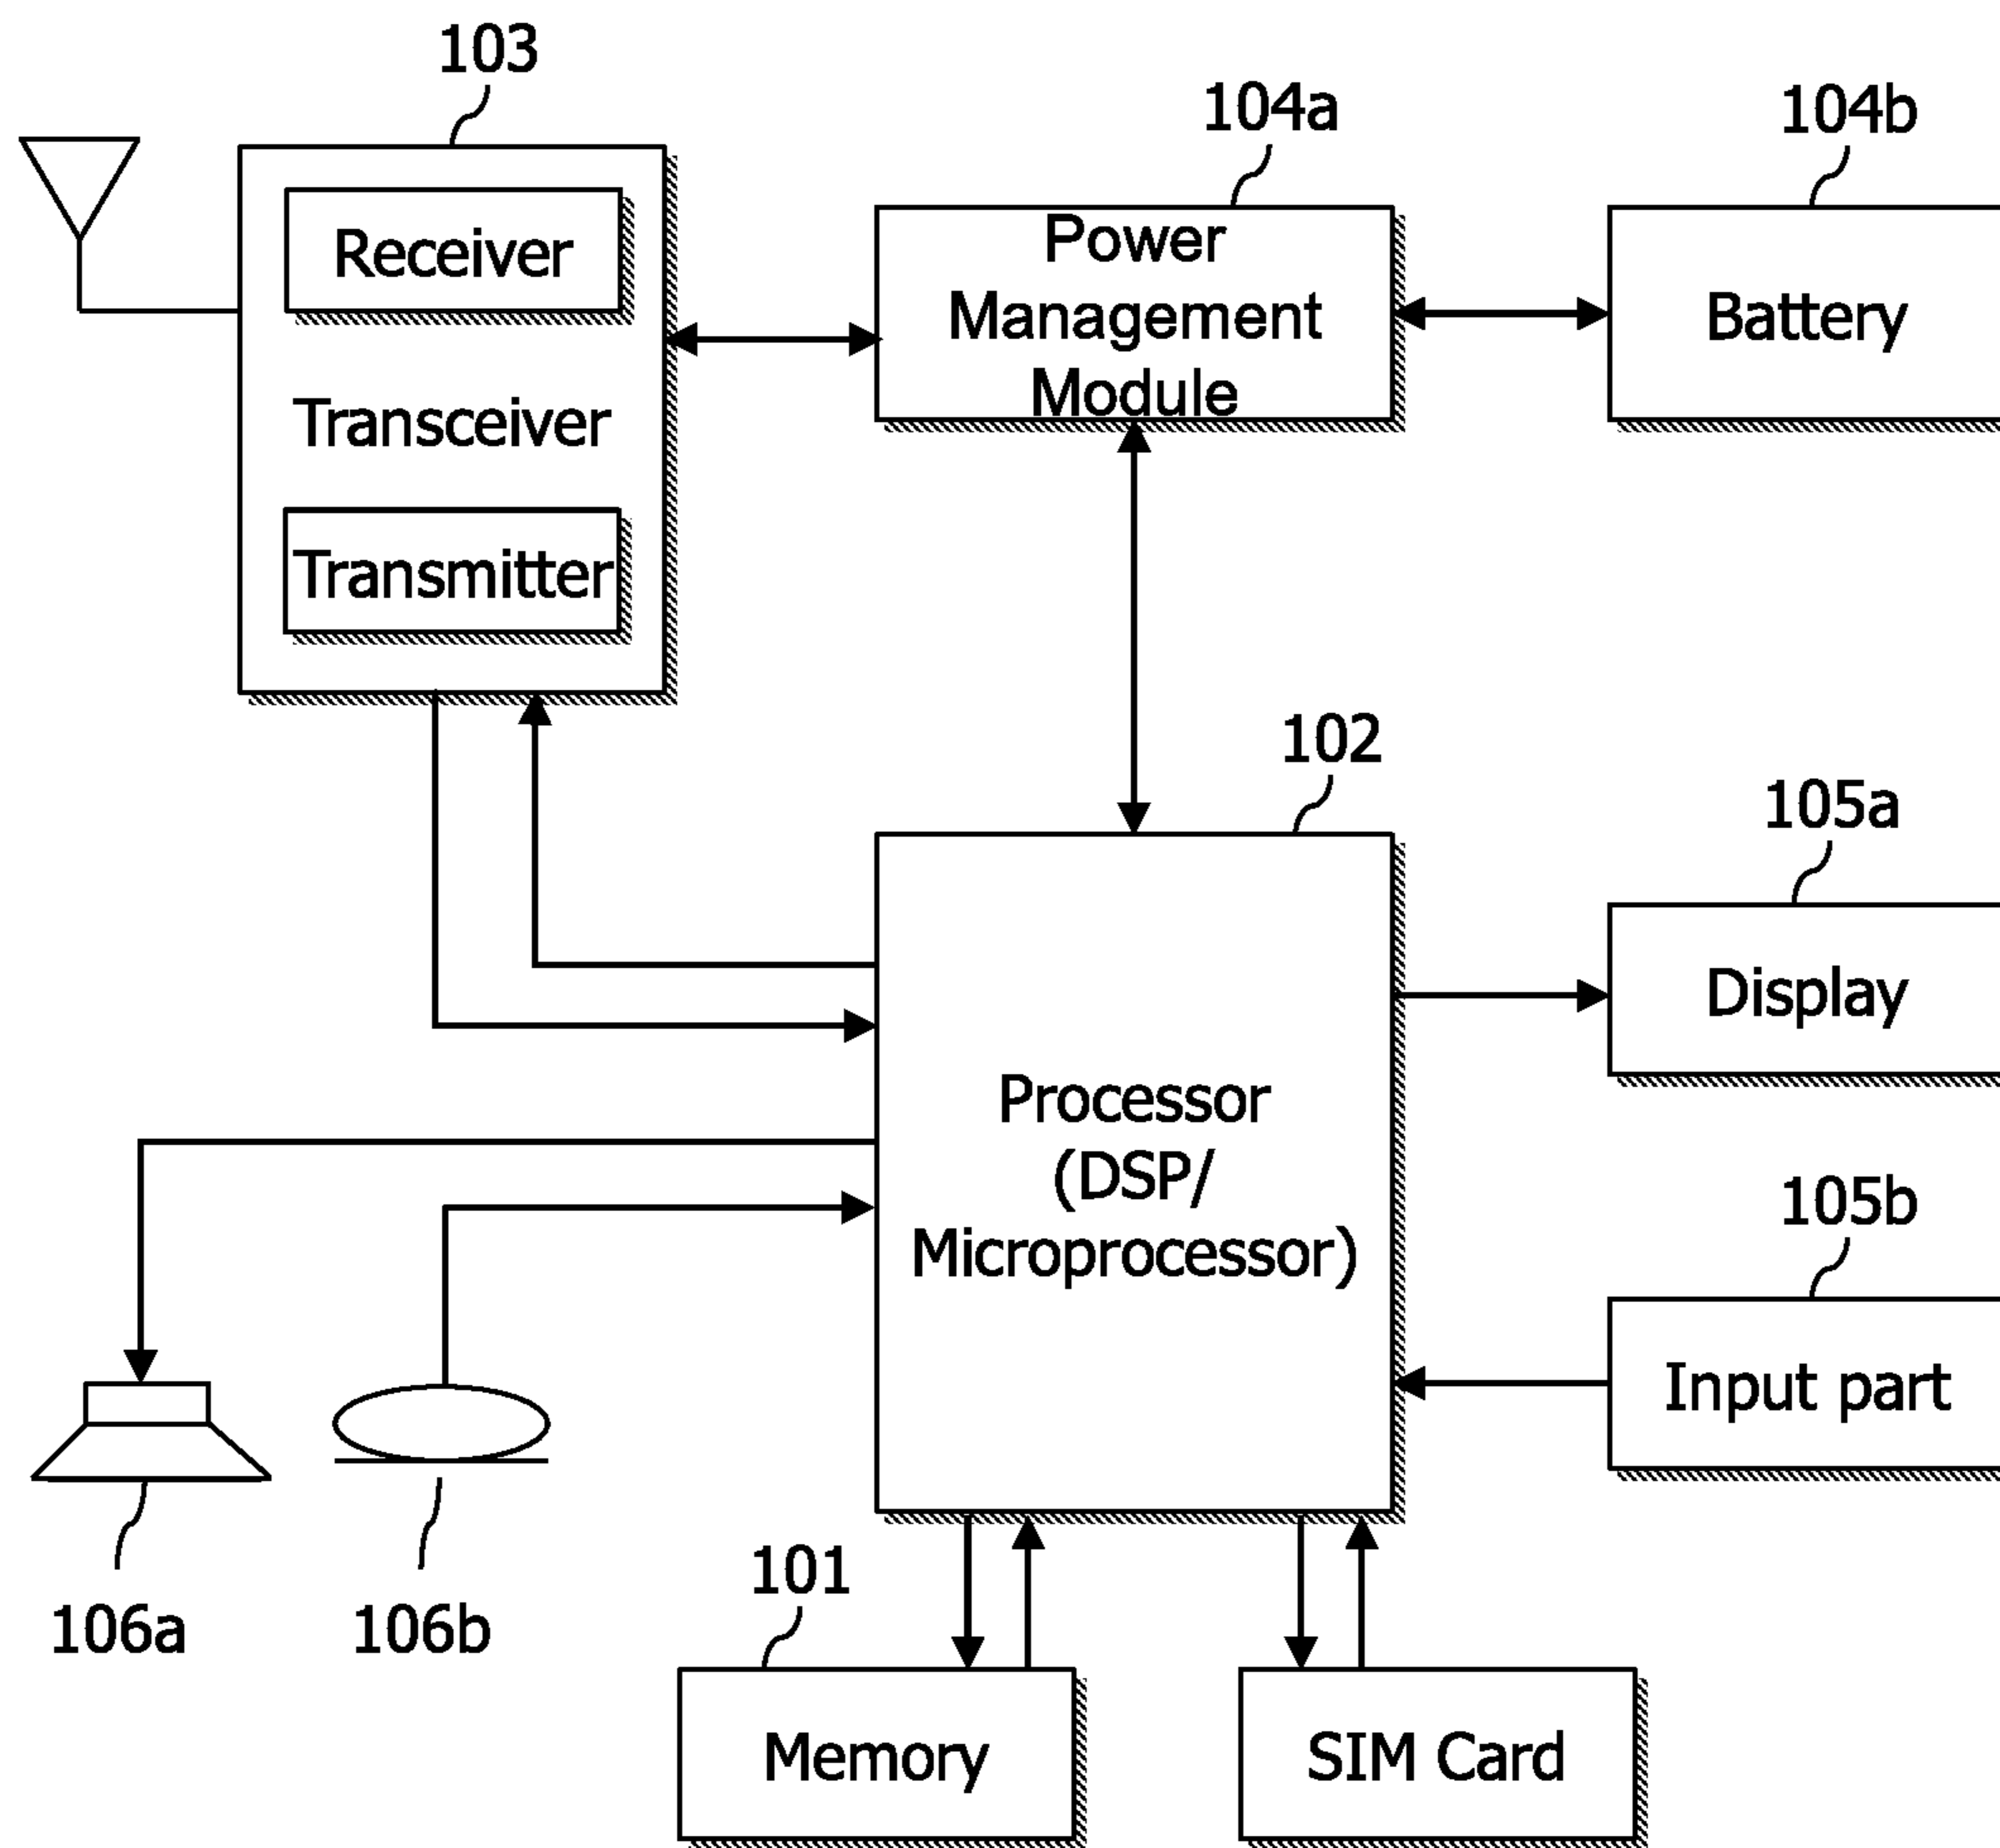 103
104a
104b
Receiver
Transceiver
Transmitter
Power
Management
Module
Battery
102
105a
Processor
(DSP/
Microprocessor)
Display
105b
Input part
106a
106b
101
Memory
SIM Card